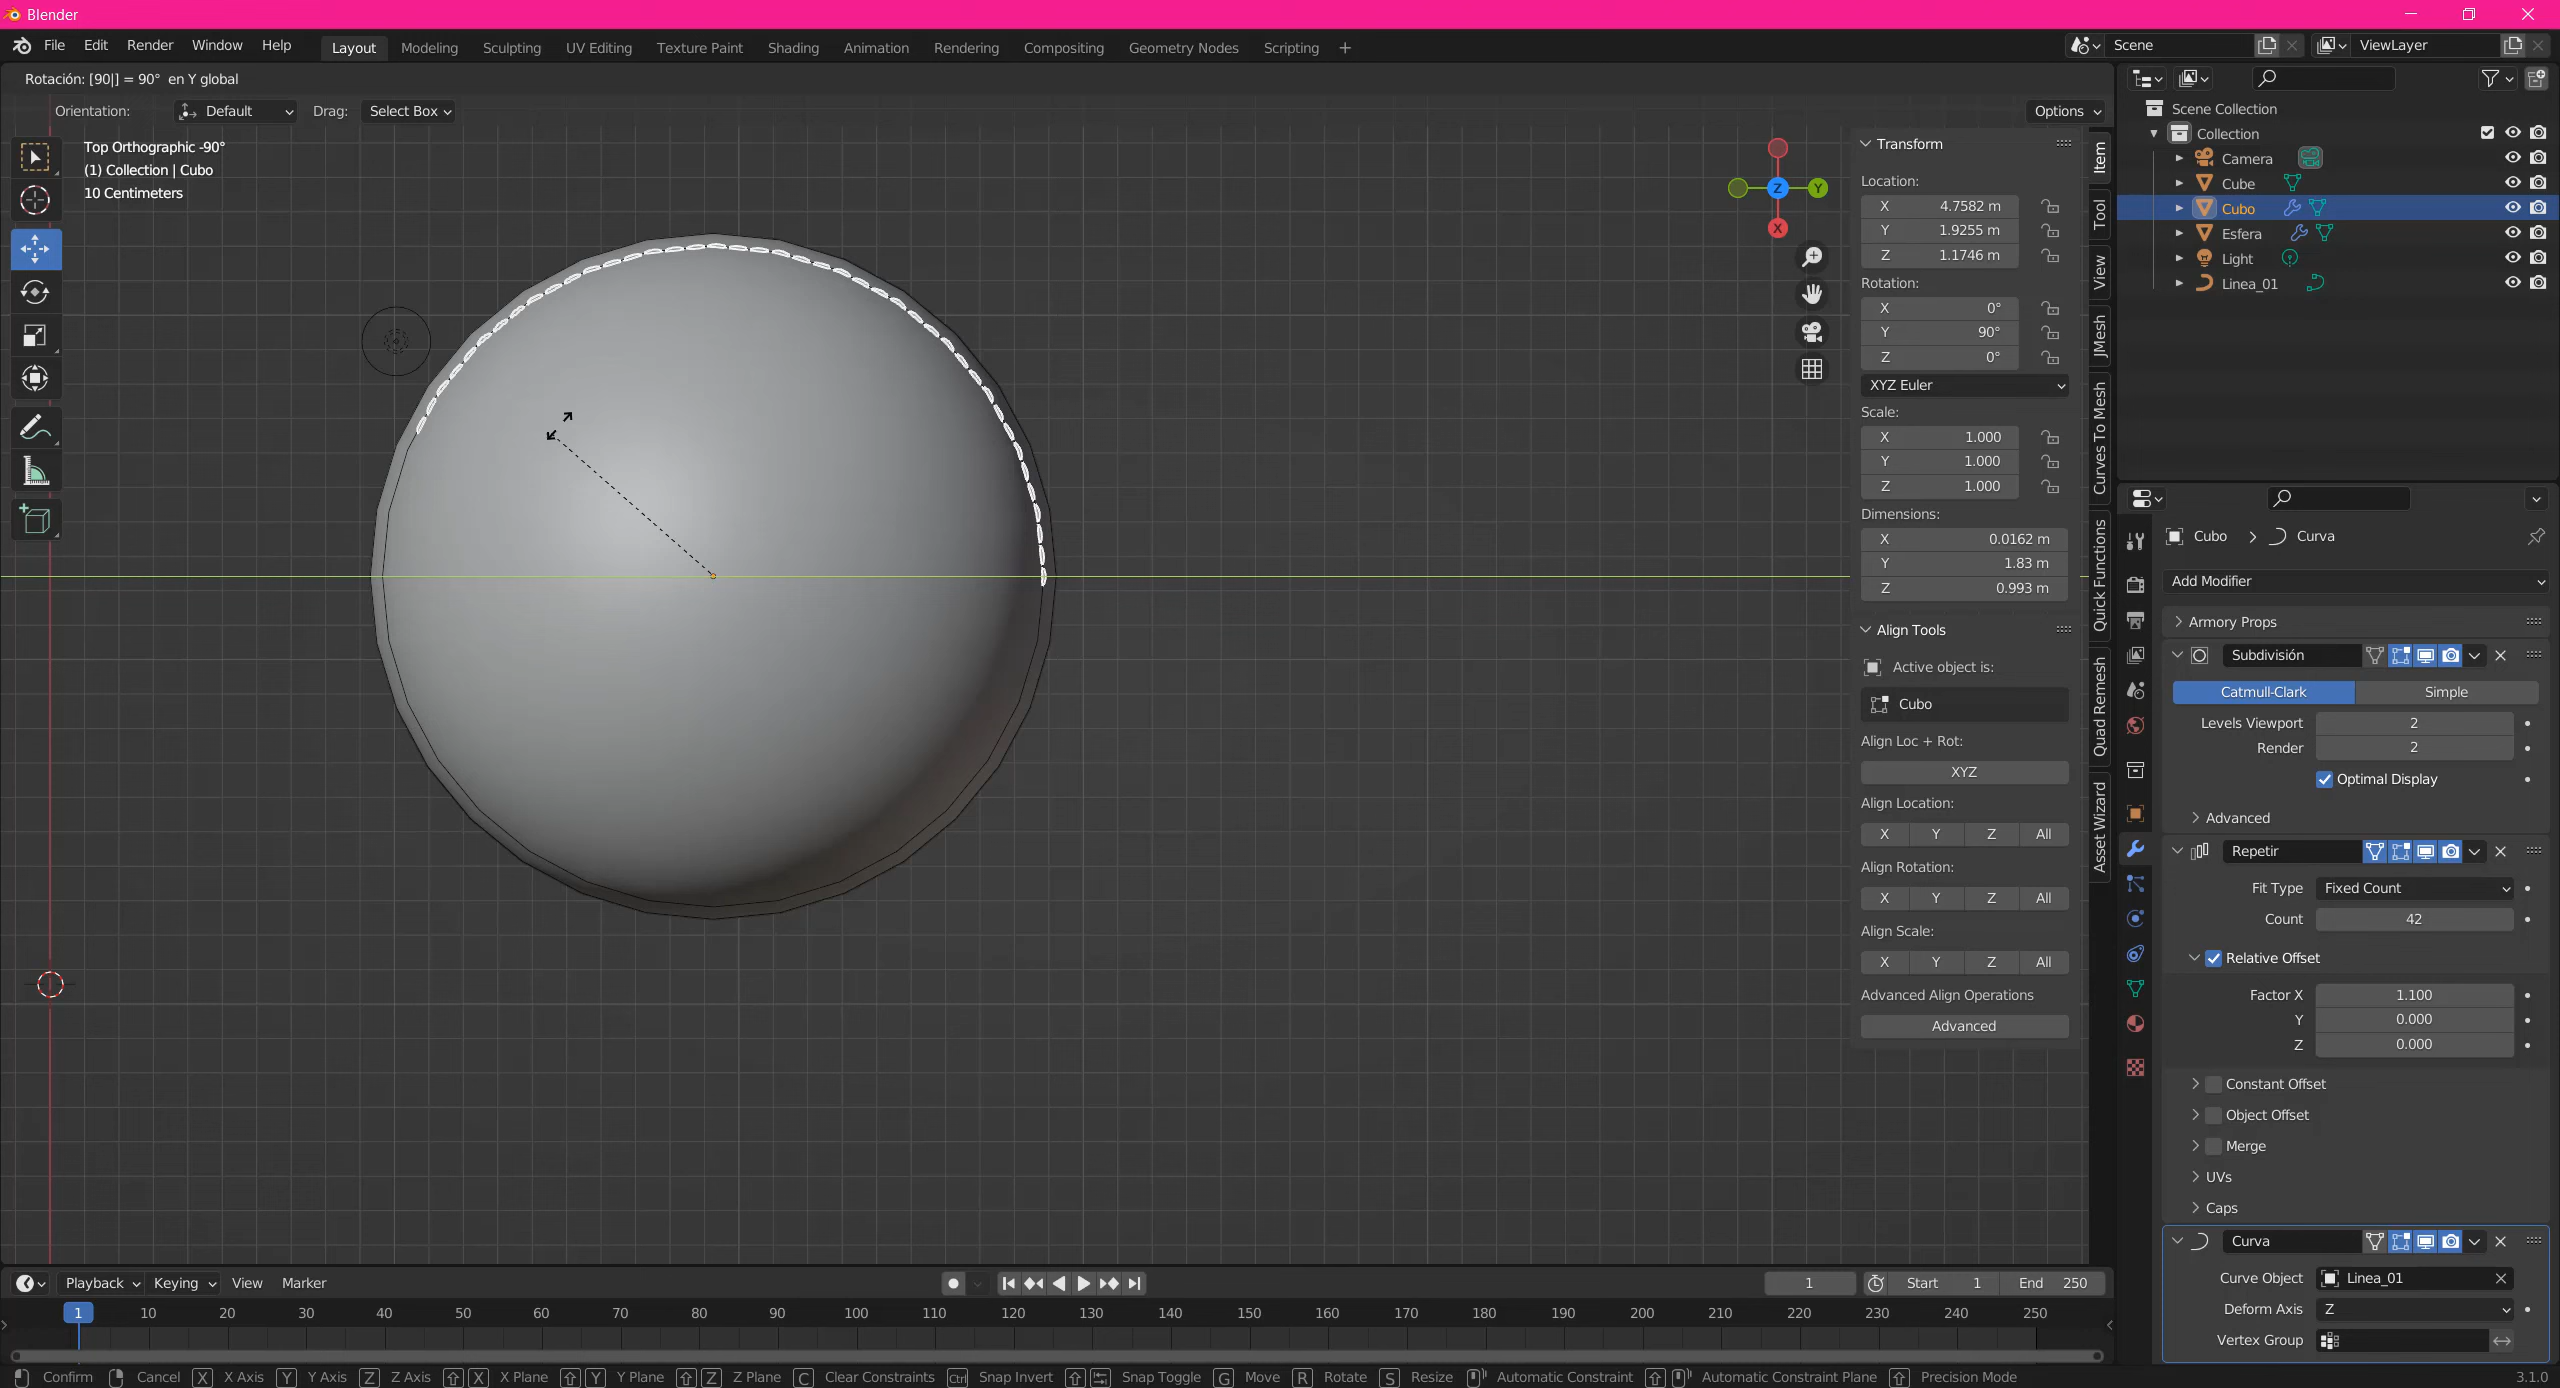 Blender
File Edit Render Window Help Layout Modeling Sculpting UV Editing Texture Paint Shading Animation Rendering Compositing Geometry Nodes Scripting + Scene ViewLayer
Rotación: [90|] = 90° en Y global
Orientation: Default Drag: Select Box Options
Top Orthographic -90°
(1) Collection | Cubo
10 Centimeters
Z Y X
Transform
Location:
X 4.7582 m
Y 1.9255 m
Z 1.1746 m
Rotation:
X 0°
Y 90°
Z 0°
XYZ Euler
Scale:
X 1.000
Y 1.000
Z 1.000
Dimensions:
X 0.0162 m
Y 1.83 m
Z 0.993 m
Align Tools
Active object is:
Cubo
Align Loc + Rot:
XYZ
Align Location:
X Y Z All
Align Rotation:
X Y Z All
Align Scale:
X Y Z All
Advanced Align Operations
Advanced
Item
Tool
View
JMesh
Curves To Mesh
Quick Functions
Quad Remesh
Asset Wizard
Scene Collection
Collection
Camera
Cube
Cubo
Esfera
Light
Linea_01
Cubo > Curva
Add Modifier
Armory Props
Subdivisión
Catmull-Clark Simple
Levels Viewport 2
Render 2
Optimal Display
Advanced
Repetir
Fit Type Fixed Count
Count 42
Relative Offset
Factor X 1.100
Y 0.000
Z 0.000
Constant Offset
Object Offset
Merge
UVs
Caps
Curva
Curve Object Linea_01
Deform Axis Z
Vertex Group
Playback Keying View Marker 1 Start 1 End 250
1 10 20 30 40 50 60 70 80 90 100 110 120 130 140 150 160 170 180 190 200 210 220 230 240 250
Confirm Cancel X X Axis Y Y Axis Z Z Axis X X Plane Y Y Plane Z Z Plane C Clear Constraints Ctrl Snap Invert Snap Toggle G Move R Rotate S Resize Automatic Constraint Automatic Constraint Plane Precision Mode 3.1.0